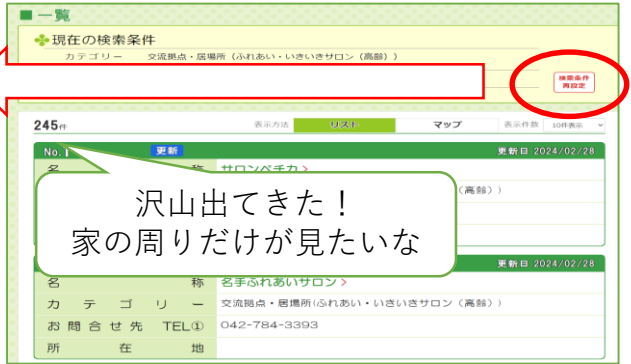 ■一覧
現在の検索条件
カテゴリー 交流拠点・居場所（ふれあい・いきいきサロン（高齢））
検索条件
再設定
245件
表示方法 リスト マップ 表示件数 10件表示
No.1 更新 更新日 2024/02/28
名 称 サロンペチカ >
（高齢））
沢山出てきた！
家の周りだけが見たいな
更新日 2024/02/28
名 称 名手ふれあいサロン >
カテゴリー 交流拠点・居場所(ふれあい・いきいきサロン（高齢））
お問合せ先 TEL① 042-784-3393
所在地